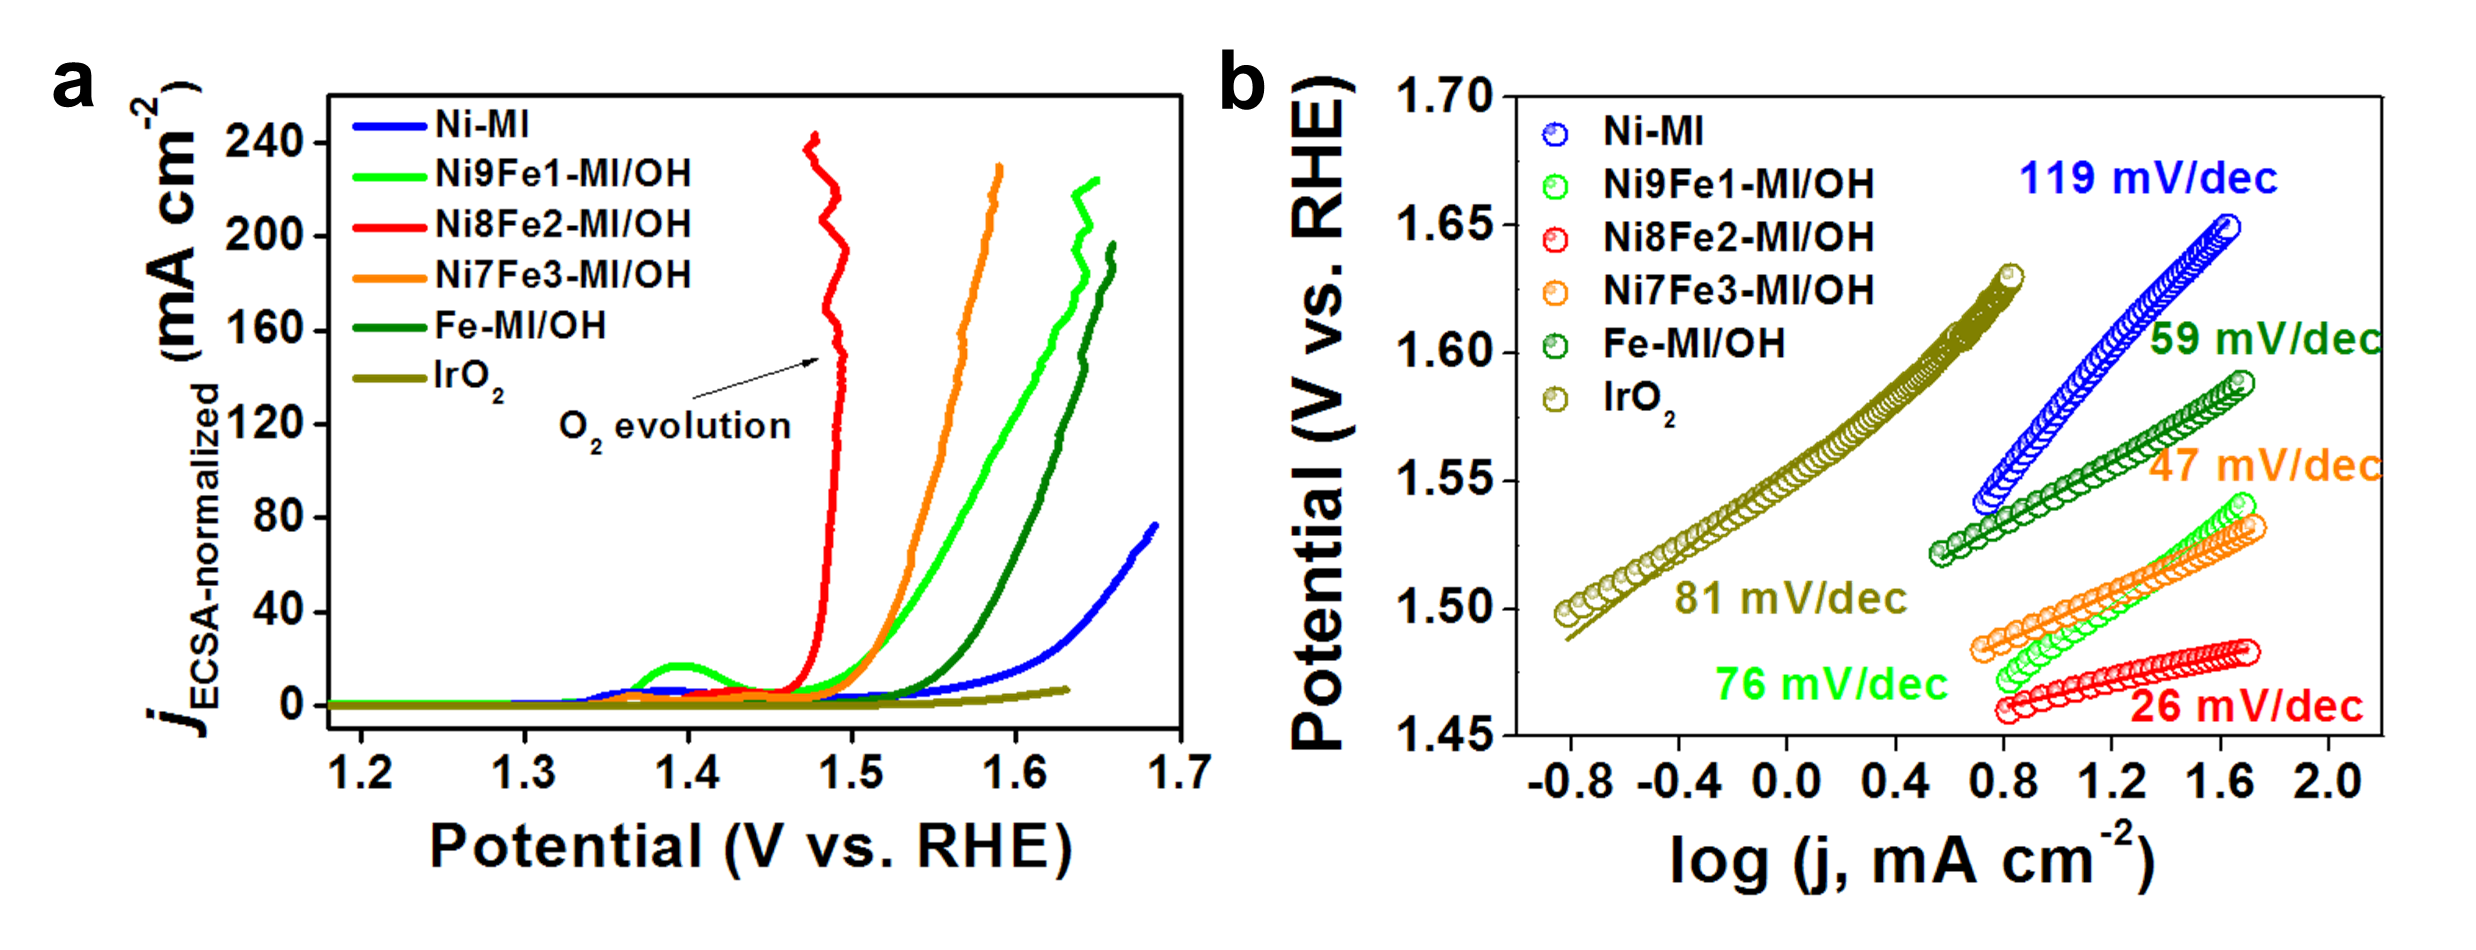 a
j ECSA-normalized (mA cm-2)
240
200
160
120
80
40
0
Ni-MI
Ni9Fe1-MI/OH
Ni8Fe2-MI/OH
Ni7Fe3-MI/OH
Fe-MI/OH
IrO2
O2 evolution
1.2 1.3 1.4 1.5 1.6 1.7
Potential (V vs. RHE)
b
Potential (V vs. RHE)
1.70
1.65
1.60
1.55
1.50
1.45
Ni-MI
Ni9Fe1-MI/OH
Ni8Fe2-MI/OH
Ni7Fe3-MI/OH
Fe-MI/OH
IrO2
119 mV/dec
59 mV/dec
47 mV/dec
81 mV/dec
76 mV/dec
26 mV/dec
-0.8 -0.4 0.0 0.4 0.8 1.2 1.6 2.0
log (j, mA cm-2)